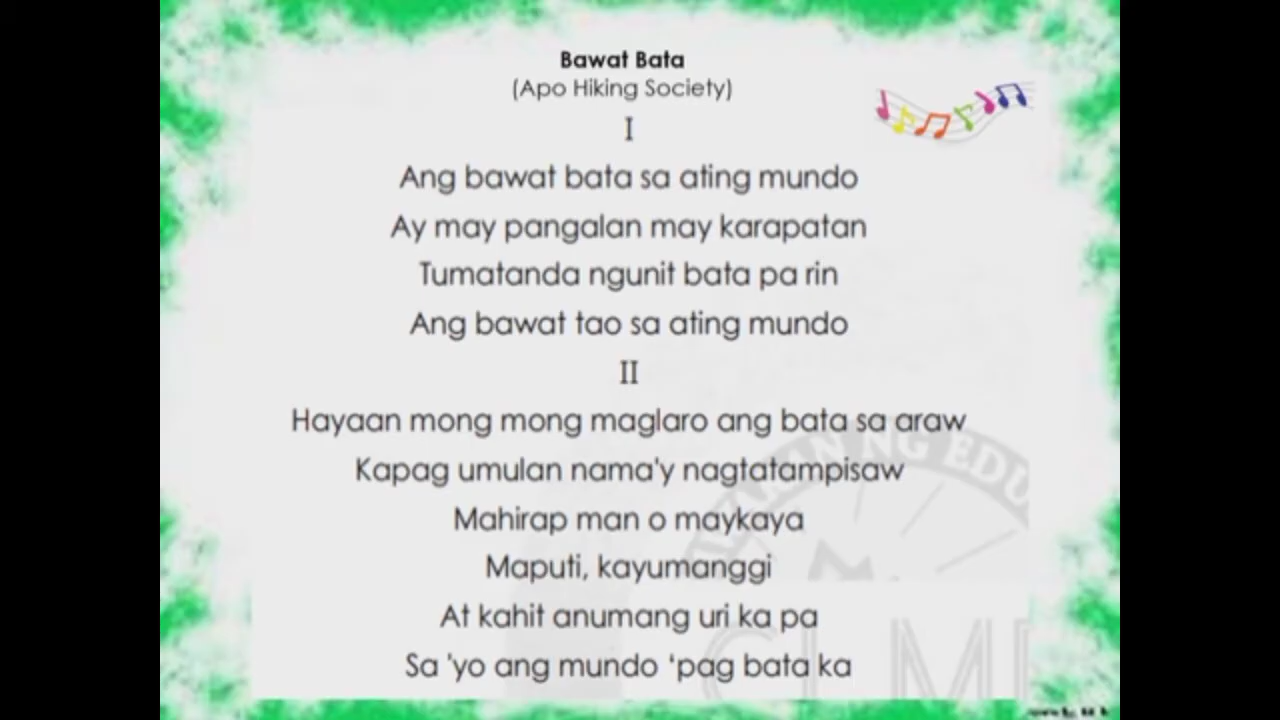 Bawat Bata
(Apo Hiking Society)
I
Ang bawat bata sa ating mundo
Ay may pangalan may karapatan
Tumatanda ngunit bata pa rin
Ang bawat tao sa ating mundo
II
Hayaan mong mong maglaro ang bata sa araw
Kapag umulan nama'y nagtatampisaw
Mahirap man o maykaya
Maputi, kayumanggi
At kahit anumang uri ka pa
Sa 'yo ang mundo ‘pag bata ka
NG EDU